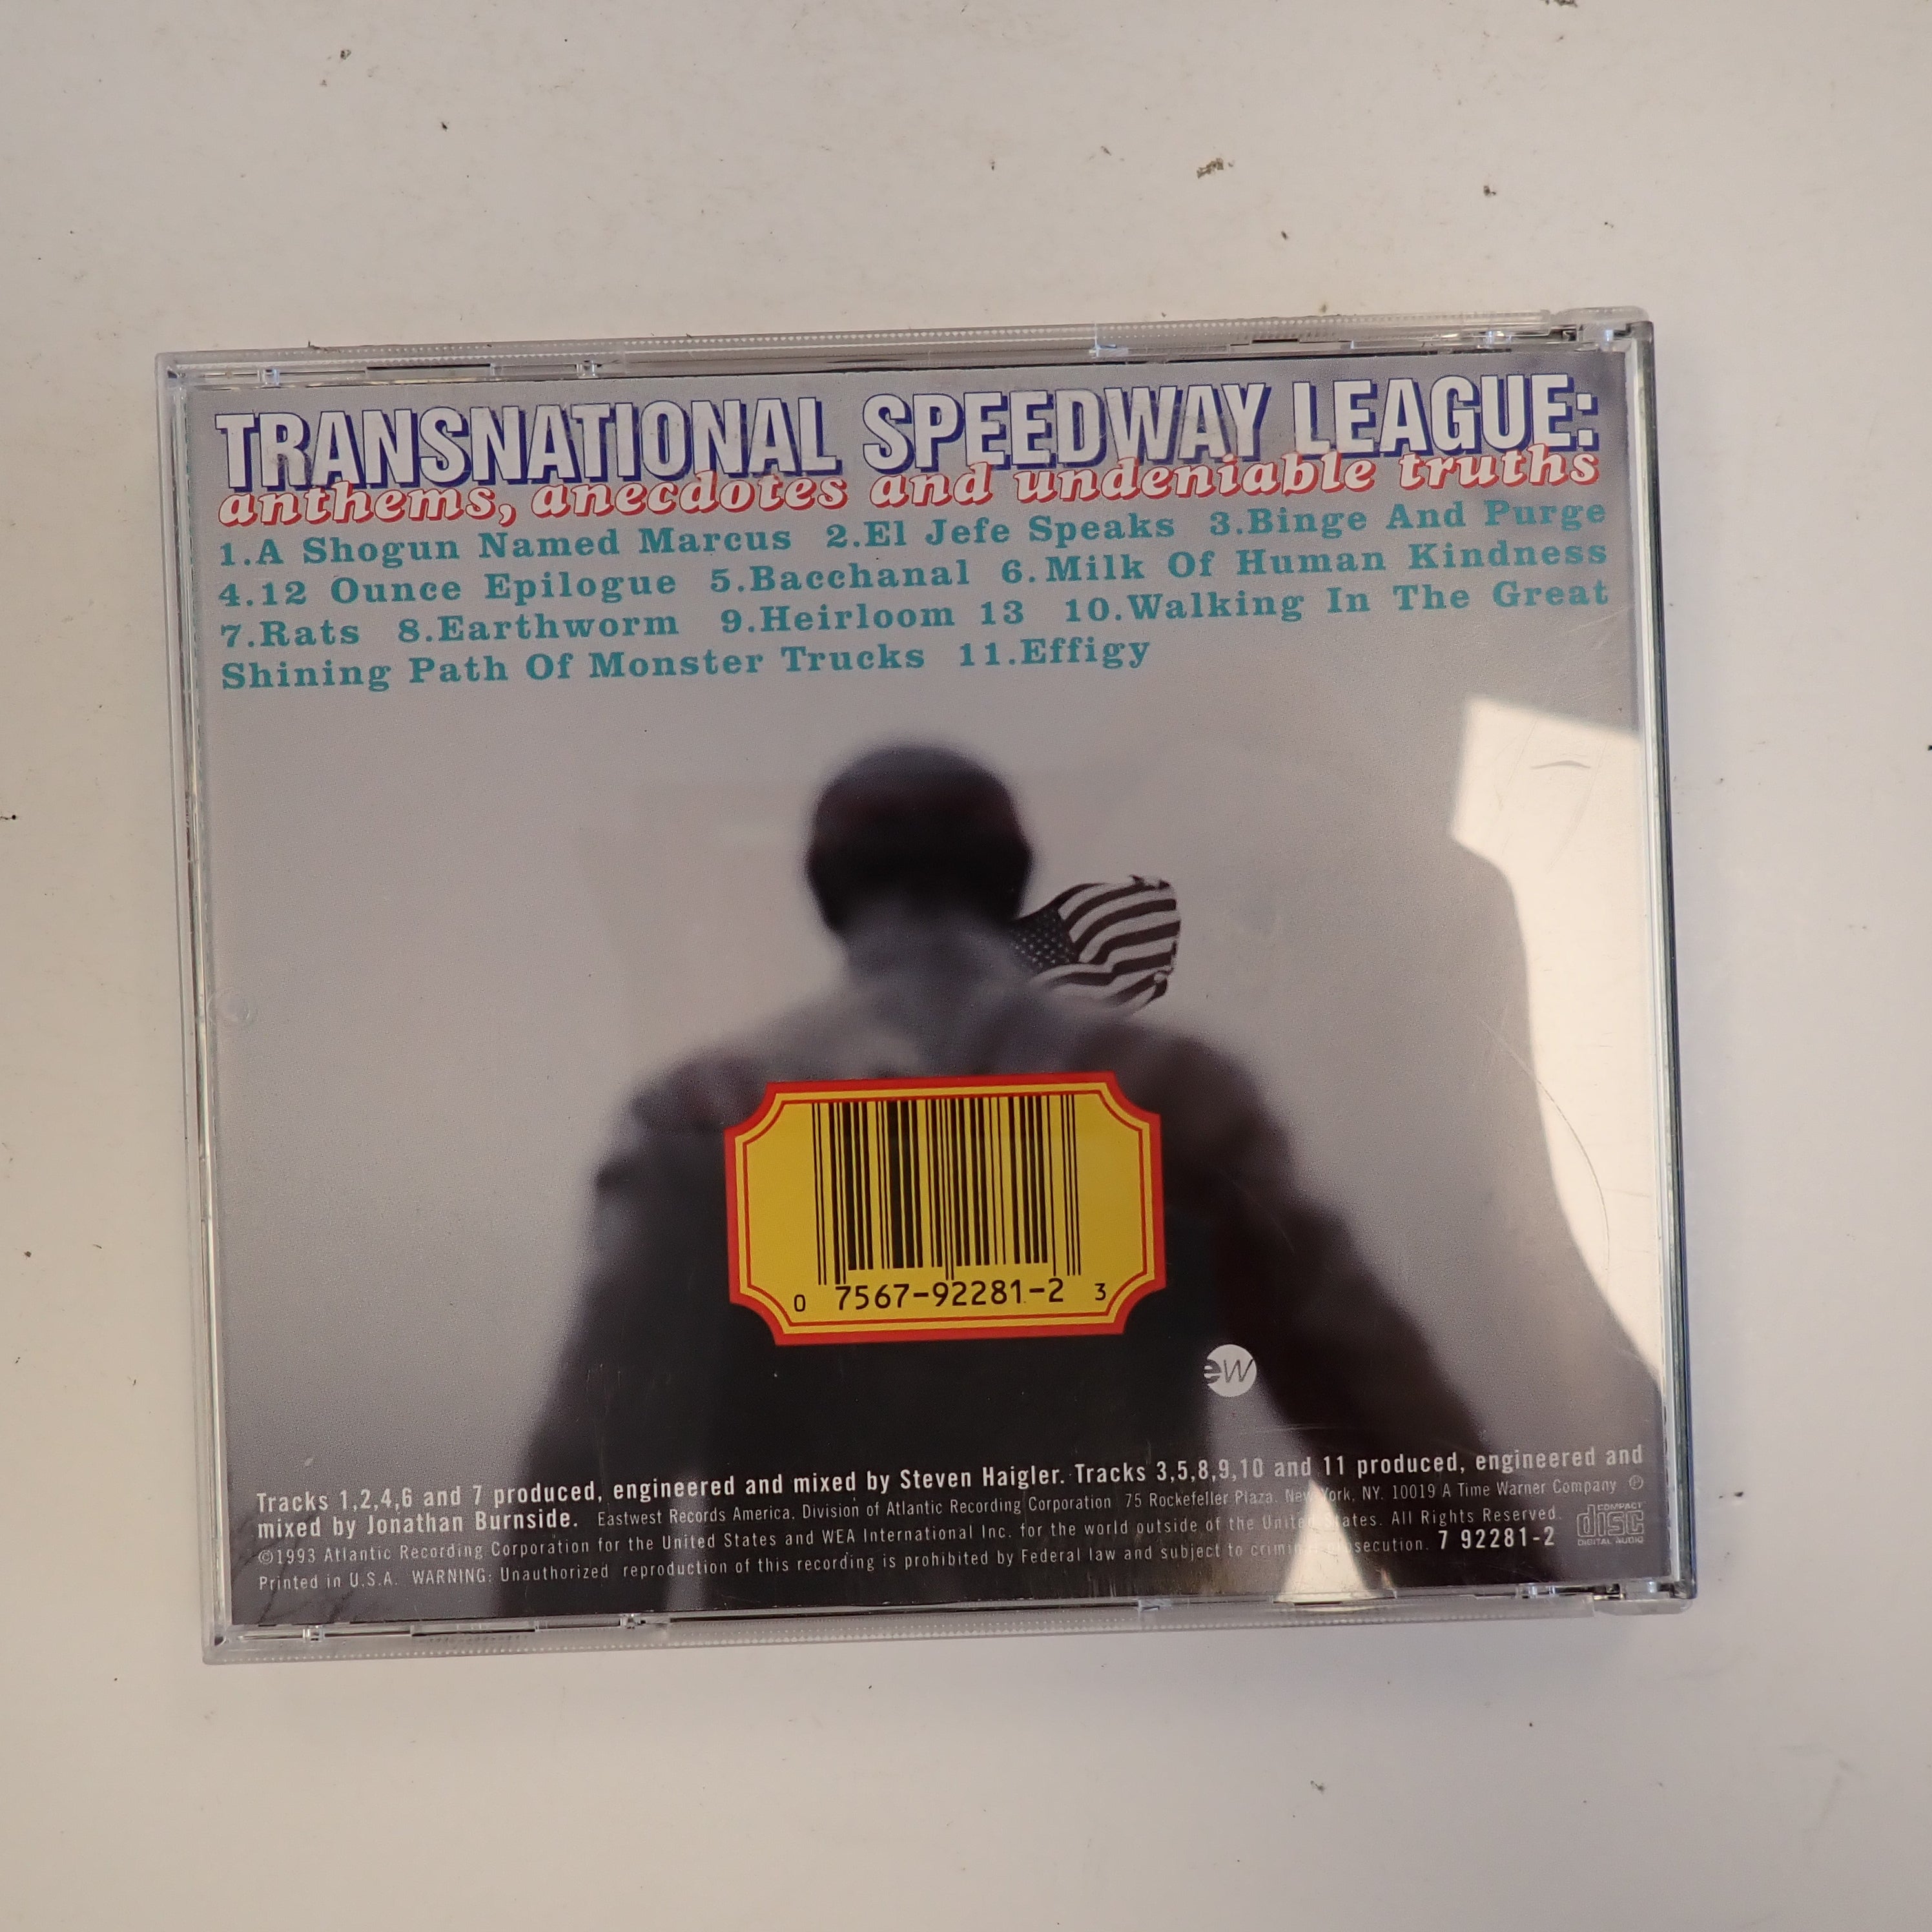 TRANSNATIONAL SPEEDWAY LEAGUE:
anthems, anecdotes and undeniable truths
1.A Shogun Named Marcus 2.El Jefe Speaks 3.Binge And Purge
4.12 Ounce Epilogue 5.Bacchanal 6.Milk Of Human Kindness
7.Rats 8.Earthworm 9.Heirloom 13 10.Walking In The Great
Shining Path Of Monster Trucks 11.Effigy
0 7567-92281-2 3
ew
Tracks 1,2,4,6 and 7 produced, engineered and mixed by Steven Haigler. Tracks 3,5,8,9,10 and 11 produced, engineered and
mixed by Jonathan Burnside. Eastwest Records America. Division of Atlantic Recording Corporation 75 Rockefeller Plaza. New York, NY. 10019 A Time Warner Company ℗
©1993 Atlantic Recording Corporation for the United States and WEA International Inc. for the world outside of the United States. All Rights Reserved.
Printed in U.S.A. WARNING: Unauthorized reproduction of this recording is prohibited by Federal law and subject to criminal prosecution. 7 92281-2
COMPACT
disc
DIGITAL AUDIO